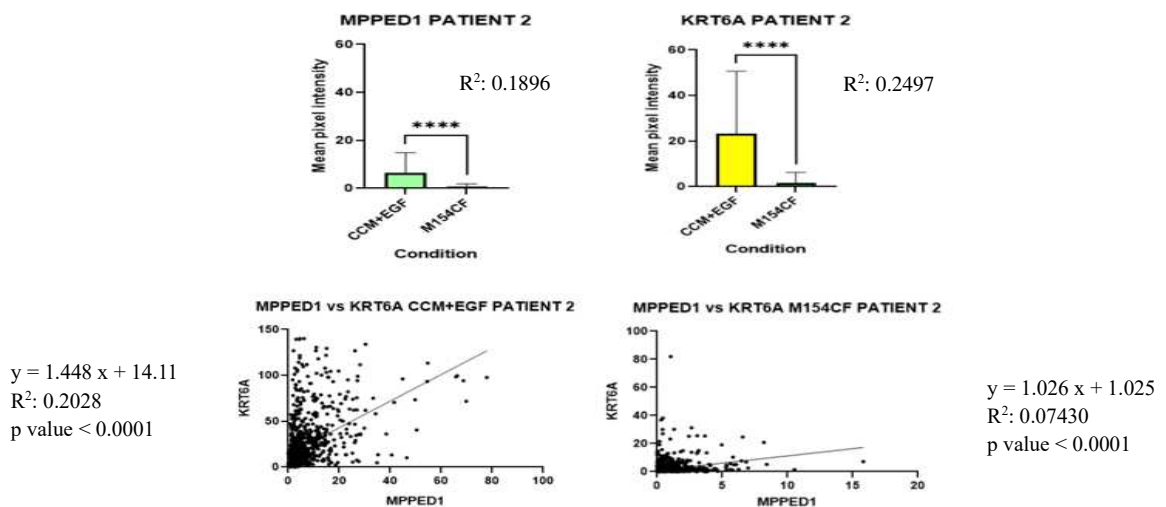 MPPED1 PATIENT 2
60
40
20
0
Mean pixel intensity
****
R²: 0.1896
CCM+EGF
M154CF
Condition
KRT6A PATIENT 2
60
40
20
0
Mean pixel intensity
****
R²: 0.2497
CCM+EGF
M154CF
Condition
MPPED1 vs KRT6A CCM+EGF PATIENT 2
150
100
50
0
KRT6A
0 20 40 60 80 100
MPPED1
y = 1.448 x + 14.11
R²: 0.2028
p value < 0.0001
MPPED1 vs KRT6A M154CF PATIENT 2
100
80
60
40
20
0
KRT6A
0 5 10 15 20
MPPED1
y = 1.026 x + 1.025
R²: 0.07430
p value < 0.0001